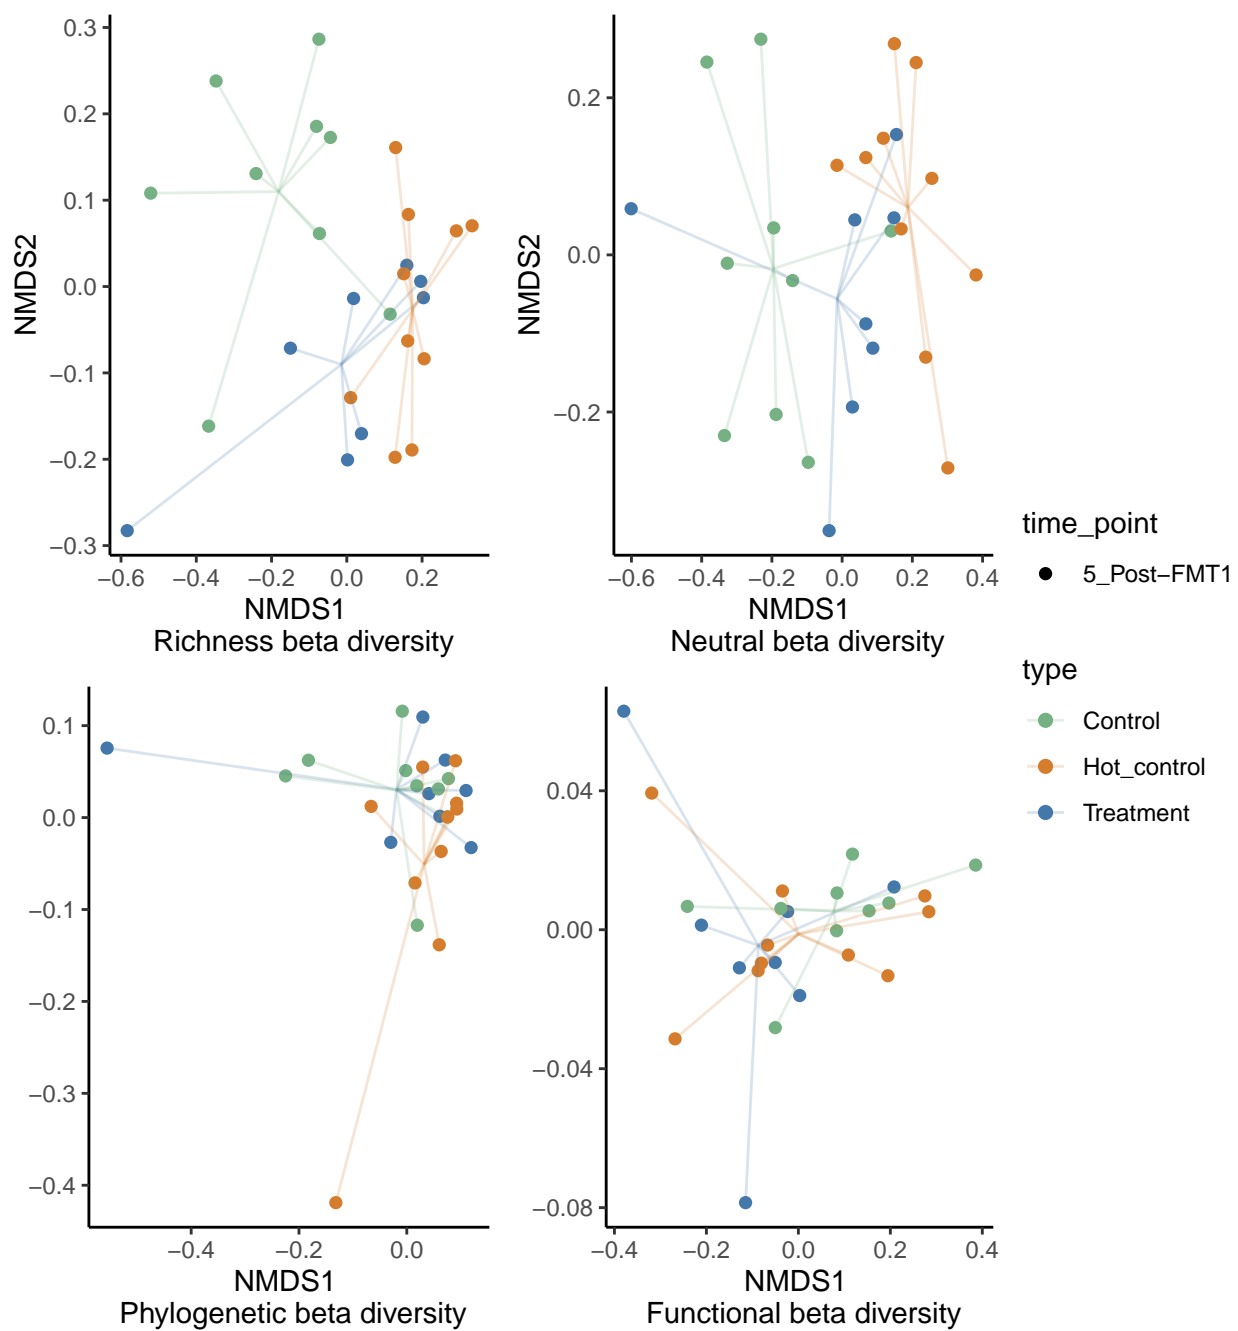 0.3
0.2
0.1
0.0
−0.1
−0.2
−0.3
NMDS2
−0.6 −0.4 −0.2 0.0 0.2
NMDS1
Richness beta diversity
0.2
0.0
−0.2
NMDS2
−0.6 −0.4 −0.2 0.0 0.2 0.4
NMDS1
Neutral beta diversity
time_point
5_Post−FMT1
type
Control
Hot_control
Treatment
0.1
0.0
−0.1
−0.2
−0.3
−0.4
−0.4 −0.2 0.0
NMDS1
Phylogenetic beta diversity
0.04
0.00
−0.04
−0.08
−0.4 −0.2 0.0 0.2 0.4
NMDS1
Functional beta diversity